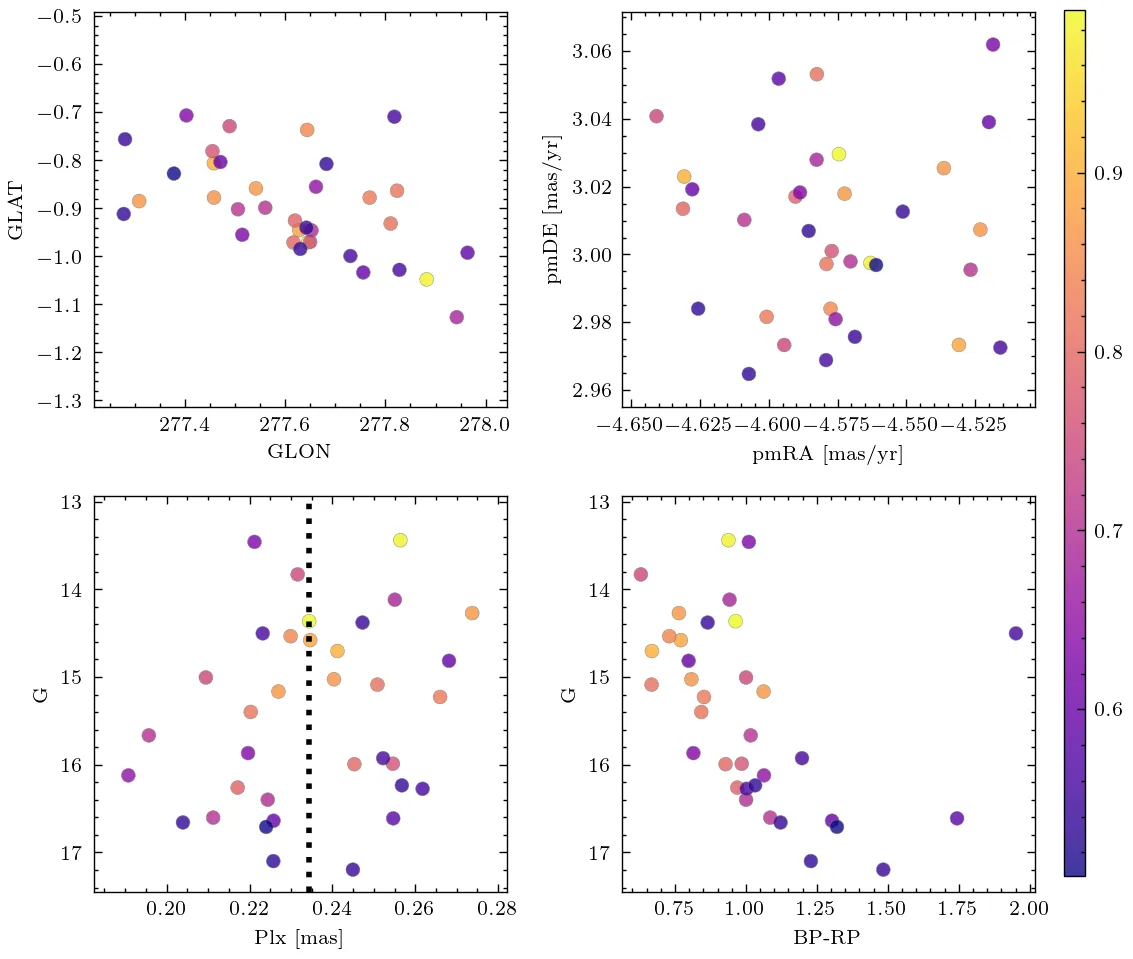 −0.5
−0.6
−0.7
−0.8
−0.9
−1.0
−1.1
−1.2
−1.3
GLAT
277.4 277.6 277.8 278.0
GLON
3.06
3.04
3.02
3.00
2.98
2.96
pmDE [mas/yr]
−4.650 −4.625 −4.600 −4.575 −4.550 −4.525
pmRA [mas/yr]
13
14
15
16
17
G
0.20 0.22 0.24 0.26 0.28
Plx [mas]
13
14
15
16
17
G
0.75 1.00 1.25 1.50 1.75 2.00
BP-RP
0.9
0.8
0.7
0.6